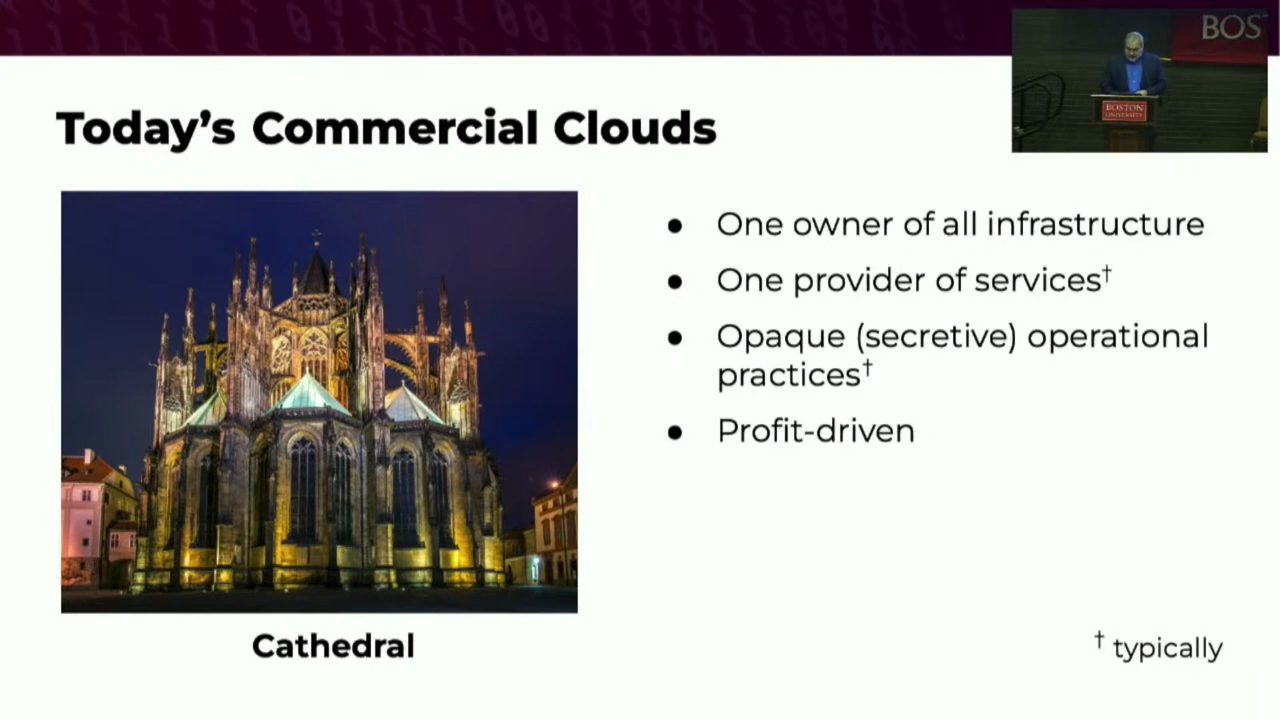 BOS
BOSTON
UNIVERSITY
Today's Commercial Clouds
● One owner of all infrastructure
● One provider of services†
● Opaque (secretive) operational
practices†
● Profit-driven
Cathedral
† typically